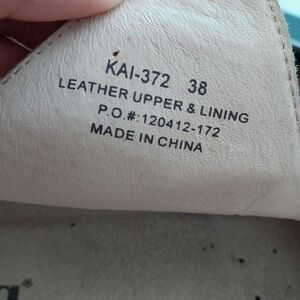 KAI-372 38
LEATHER UPPER & LINING
P.O.#:120412-172
MADE IN CHINA